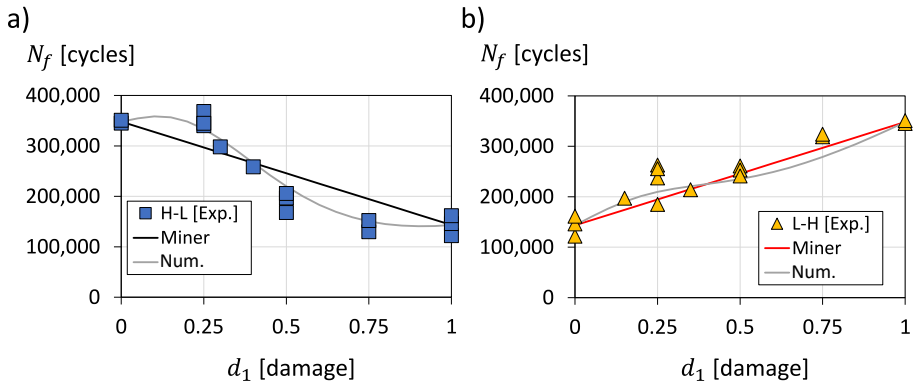 a)
N_f [cycles]
400,000
300,000
200,000
100,000
0
H-L [Exp.]
Miner
Num.
0 0.25 0.5 0.75 1
d_1 [damage]
b)
N_f [cycles]
400,000
300,000
200,000
100,000
0
L-H [Exp.]
Miner
Num.
0 0.25 0.5 0.75 1
d_1 [damage]